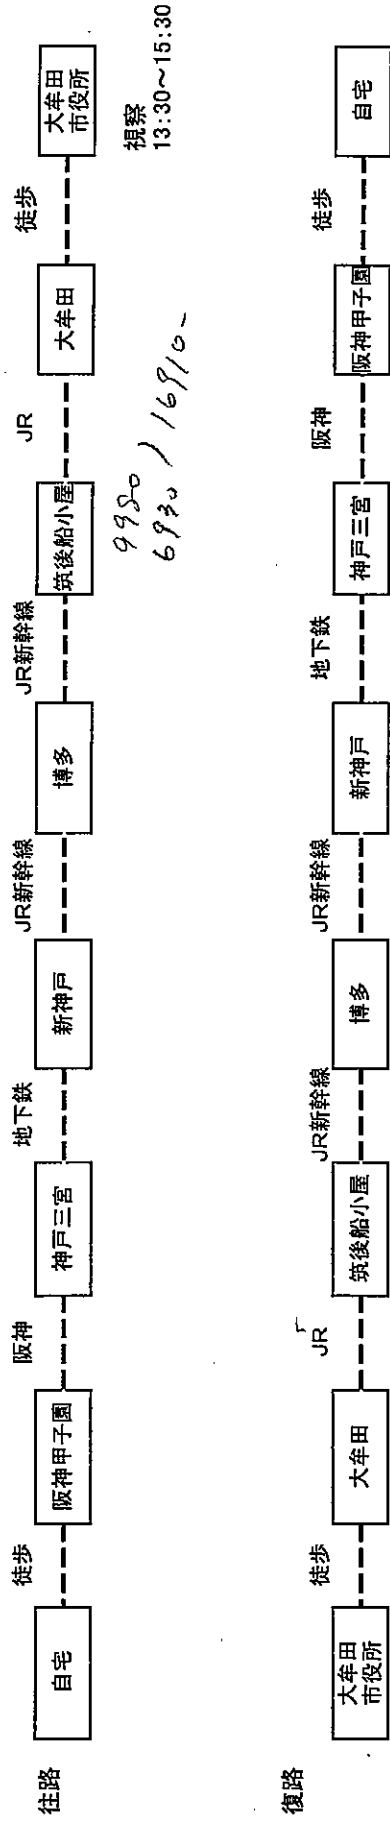 往路
自宅
徒歩
阪神甲子園
阪神
神戸三宮
地下鉄
新神戸
JR新幹線
博多
JR新幹線
筑後船小屋
JR
大牟田
徒歩
大牟田
市役所
視察
13:30～15:30
9980
6930 ) 16910-
復路
大牟田
市役所
徒歩
大牟田
JR
筑後船小屋
JR新幹線
博多
JR新幹線
新神戸
地下鉄
神戸三宮
阪神
阪神甲子園
徒歩
自宅